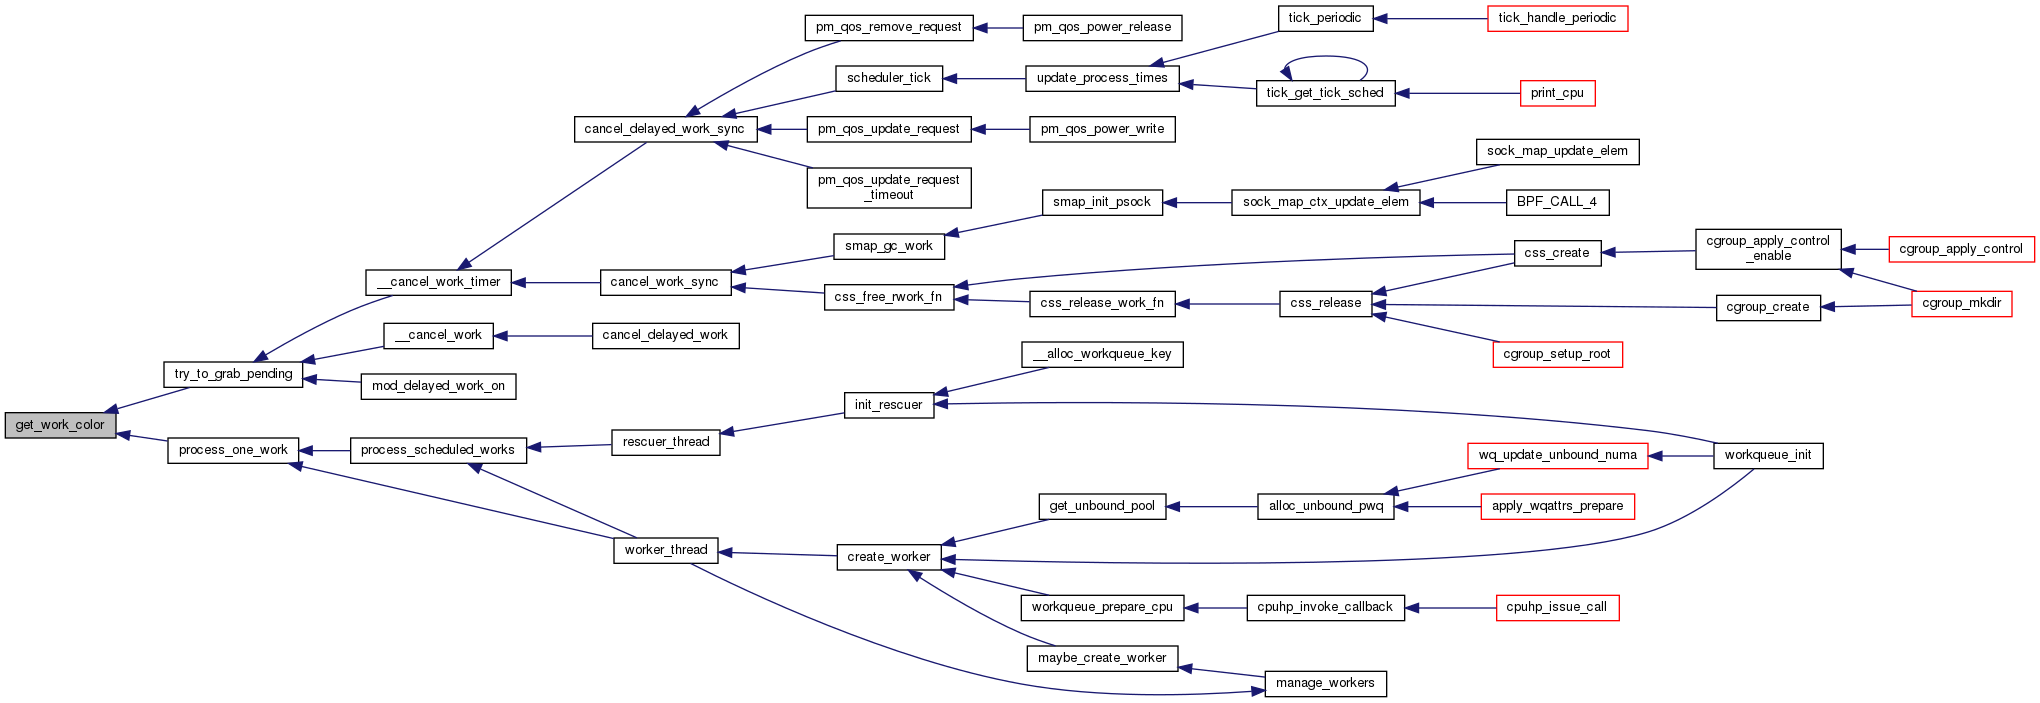 get_work_color
try_to_grab_pending
process_one_work
__cancel_work_timer
__cancel_work
mod_delayed_work_on
process_scheduled_works
cancel_delayed_work_sync
cancel_work_sync
cancel_delayed_work
rescuer_thread
worker_thread
pm_qos_remove_request
scheduler_tick
pm_qos_update_request
pm_qos_update_request
_timeout
smap_gc_work
css_free_rwork_fn
init_rescuer
create_worker
pm_qos_power_release
update_process_times
pm_qos_power_write
smap_init_psock
css_release_work_fn
__alloc_workqueue_key
get_unbound_pool
workqueue_prepare_cpu
maybe_create_worker
tick_periodic
tick_get_tick_sched
sock_map_ctx_update_elem
css_release
alloc_unbound_pwq
cpuhp_invoke_callback
manage_workers
tick_handle_periodic
print_cpu
sock_map_update_elem
BPF_CALL_4
css_create
cgroup_setup_root
wq_update_unbound_numa
apply_wqattrs_prepare
cpuhp_issue_call
cgroup_apply_control
_enable
cgroup_create
workqueue_init
cgroup_apply_control
cgroup_mkdir